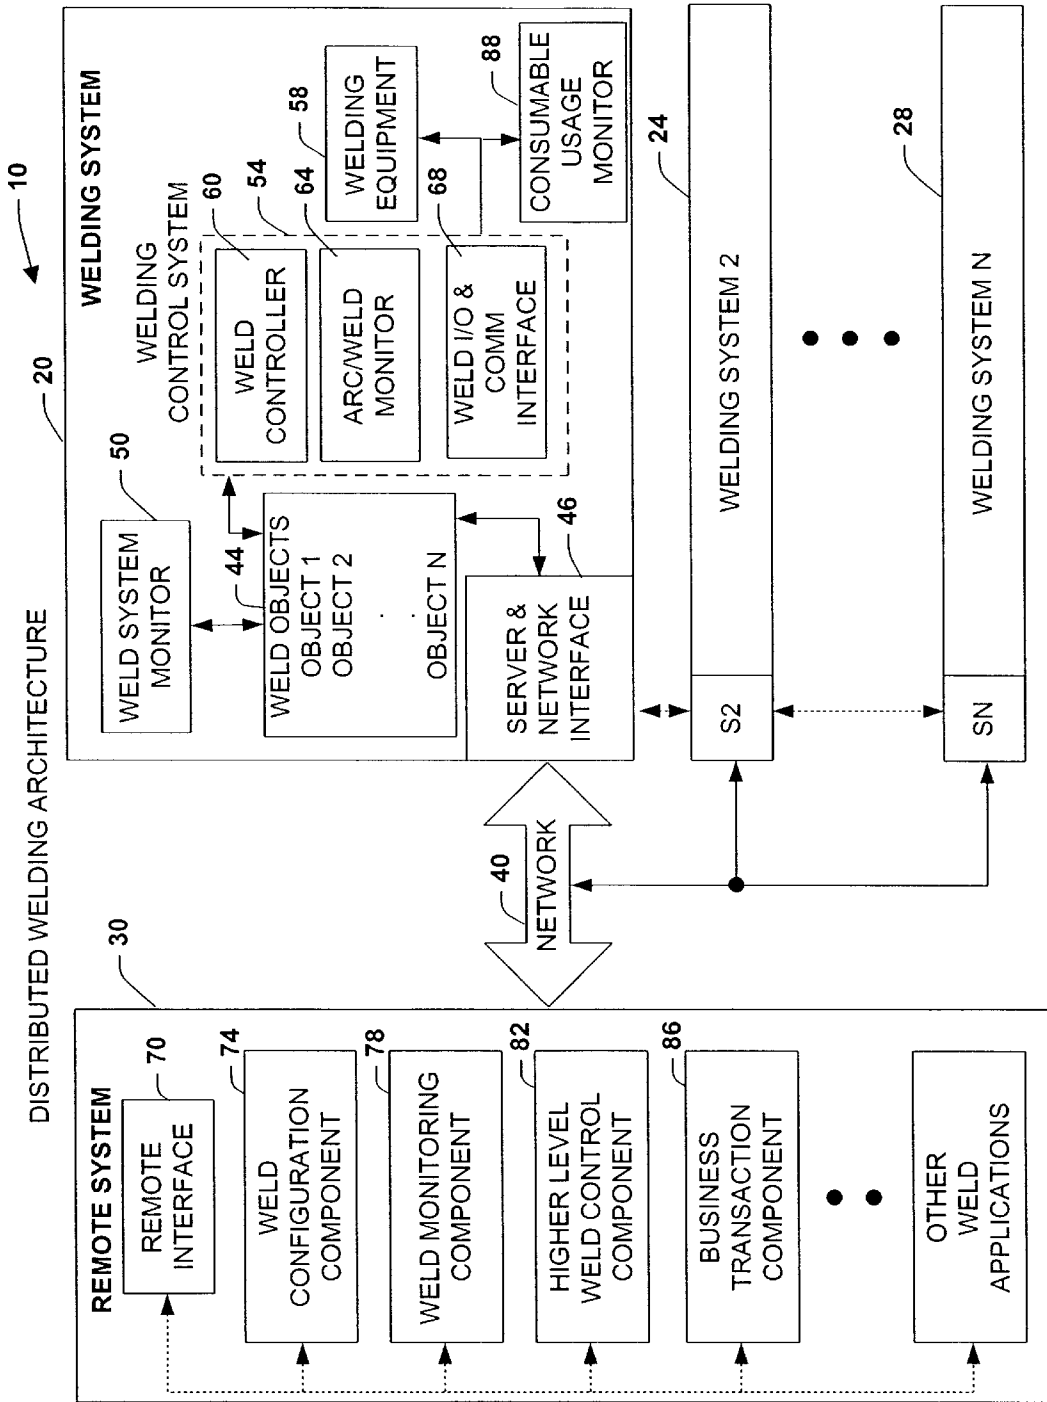 DISTRIBUTED WELDING ARCHITECTURE
10
REMOTE SYSTEM
30
REMOTE
INTERFACE
70
WELD
CONFIGURATION
COMPONENT
74
WELD MONITORING
COMPONENT
78
HIGHER LEVEL
WELD CONTROL
COMPONENT
82
BUSINESS
TRANSACTION
COMPONENT
86
OTHER
WELD
APPLICATIONS
NETWORK
40
WELDING SYSTEM
20
WELD SYSTEM
MONITOR
50
WELD OBJECTS
OBJECT 1
OBJECT 2
OBJECT N
44
SERVER &
NETWORK
INTERFACE
46
WELDING
CONTROL SYSTEM
54
WELD
CONTROLLER
60
ARC/WELD
MONITOR
64
WELD I/O &
COMM
INTERFACE
68
WELDING
EQUIPMENT
58
CONSUMABLE
USAGE
MONITOR
88
S2
WELDING SYSTEM 2
24
SN
WELDING SYSTEM N
28